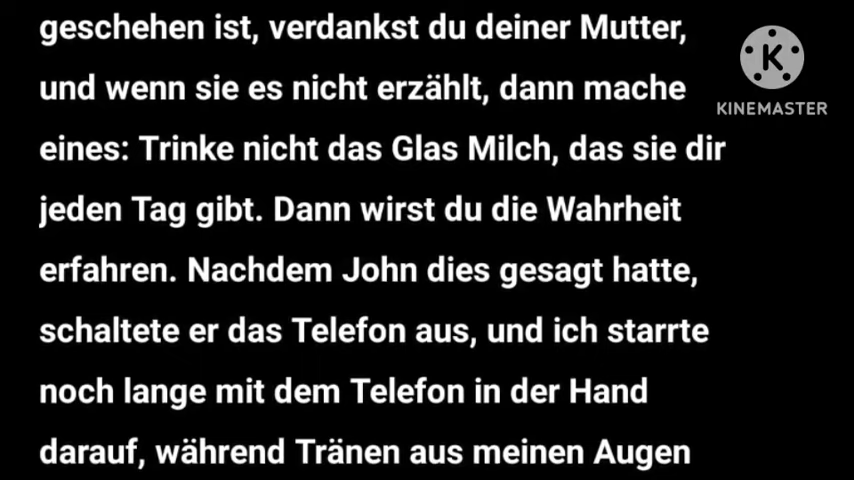 geschehen ist, verdankst du deiner Mutter,
und wenn sie es nicht erzählt, dann mache
eines: Trinke nicht das Glas Milch, das sie dir
jeden Tag gibt. Dann wirst du die Wahrheit
erfahren. Nachdem John dies gesagt hatte,
schaltete er das Telefon aus, und ich starrte
noch lange mit dem Telefon in der Hand
darauf, während Tränen aus meinen Augen
K
KINEMASTER